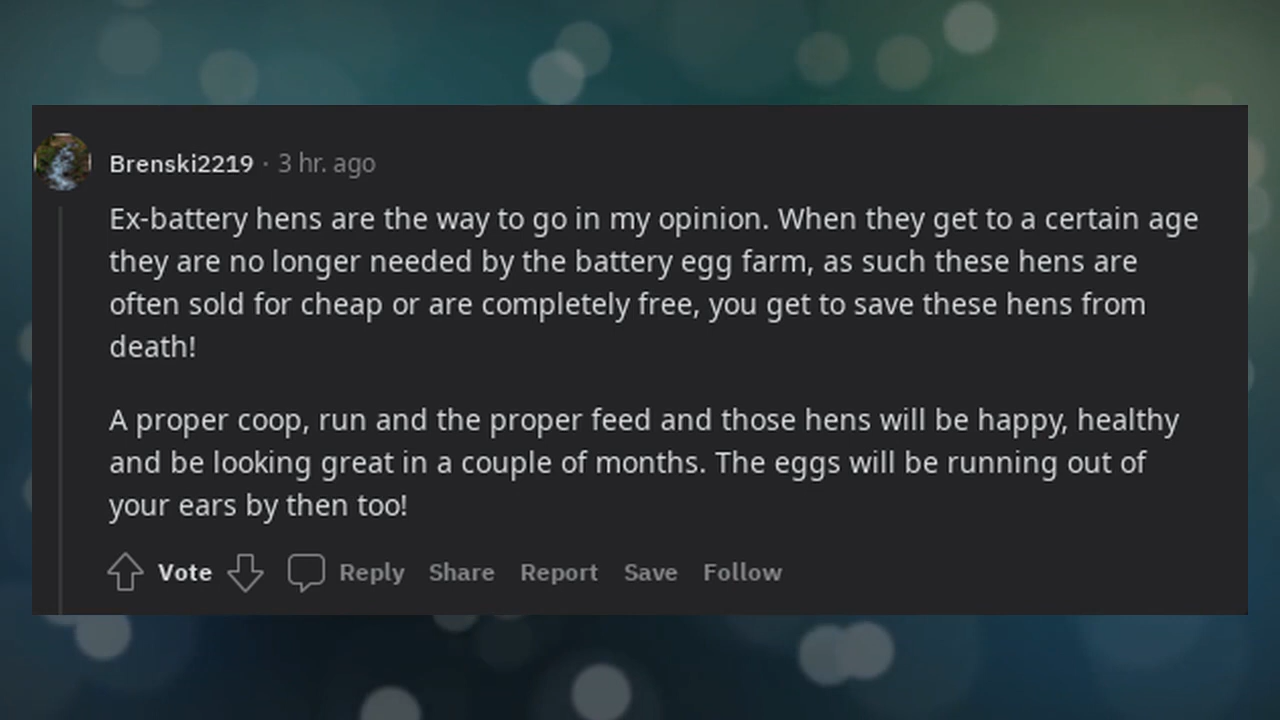 Brenski2219 · 3 hr. ago
Ex-battery hens are the way to go in my opinion. When they get to a certain age
they are no longer needed by the battery egg farm, as such these hens are
often sold for cheap or are completely free, you get to save these hens from
death!
A proper coop, run and the proper feed and those hens will be happy, healthy
and be looking great in a couple of months. The eggs will be running out of
your ears by then too!
Vote Reply Share Report Save Follow